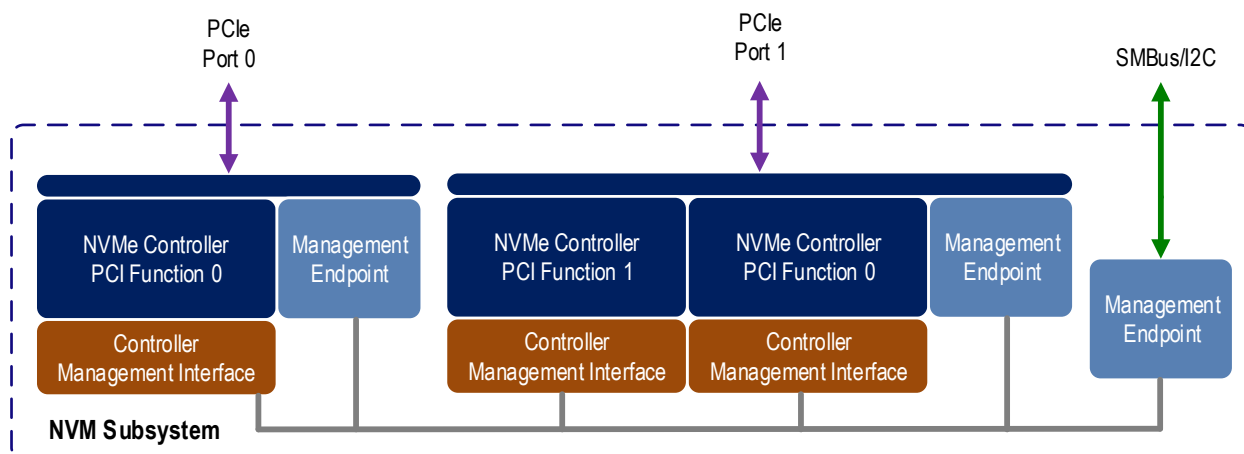 PCIe
Port 0
PCIe
Port 1
SMBus/I2C
NVMe Controller
PCI Function 0
Management
Endpoint
NVMe Controller
PCI Function 1
NVMe Controller
PCI Function 0
Management
Endpoint
Management
Endpoint
Controller
Management Interface
Controller
Management Interface
Controller
Management Interface
NVM Subsystem